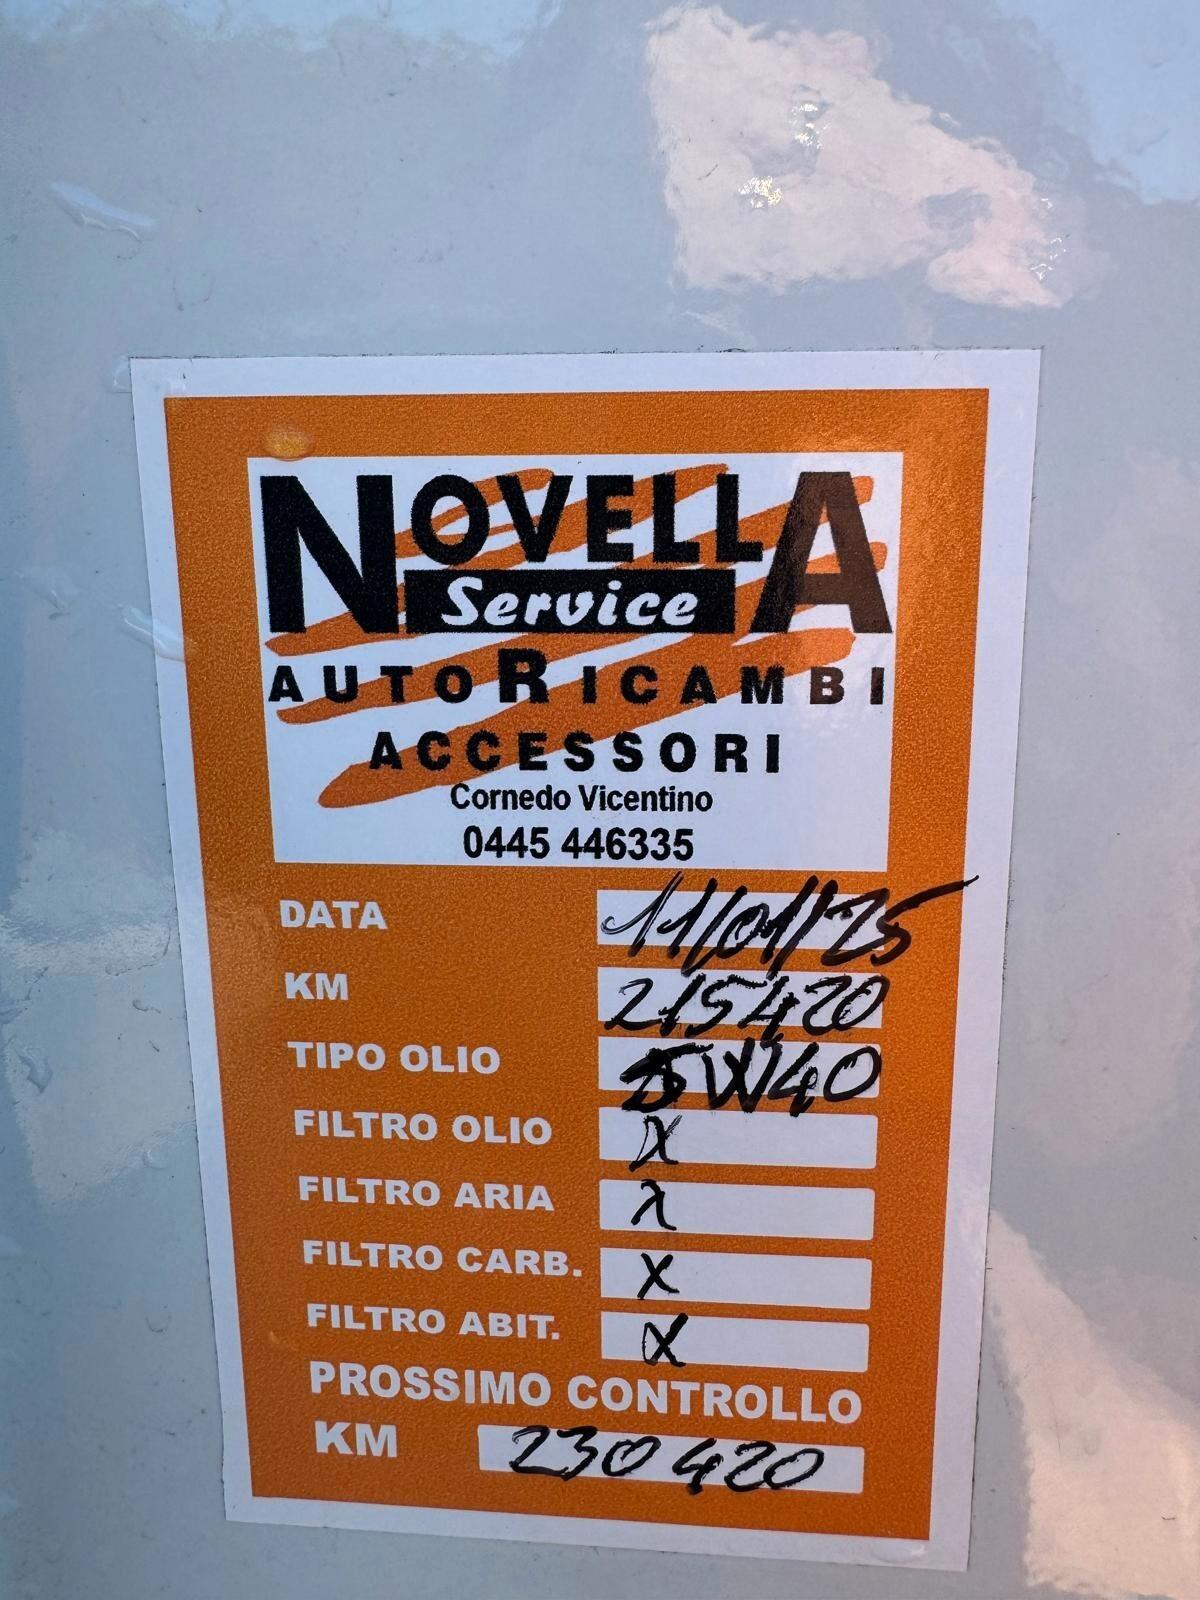 NOVELLA
Service
AUTORICAMBI
ACCESSORI
Cornedo Vicentino
0445 446335
DATA 11/01/25
KM 215420
TIPO OLIO 5W40
FILTRO OLIO X
FILTRO ARIA X
FILTRO CARB. X
FILTRO ABIT. X
PROSSIMO CONTROLLO
KM 230420